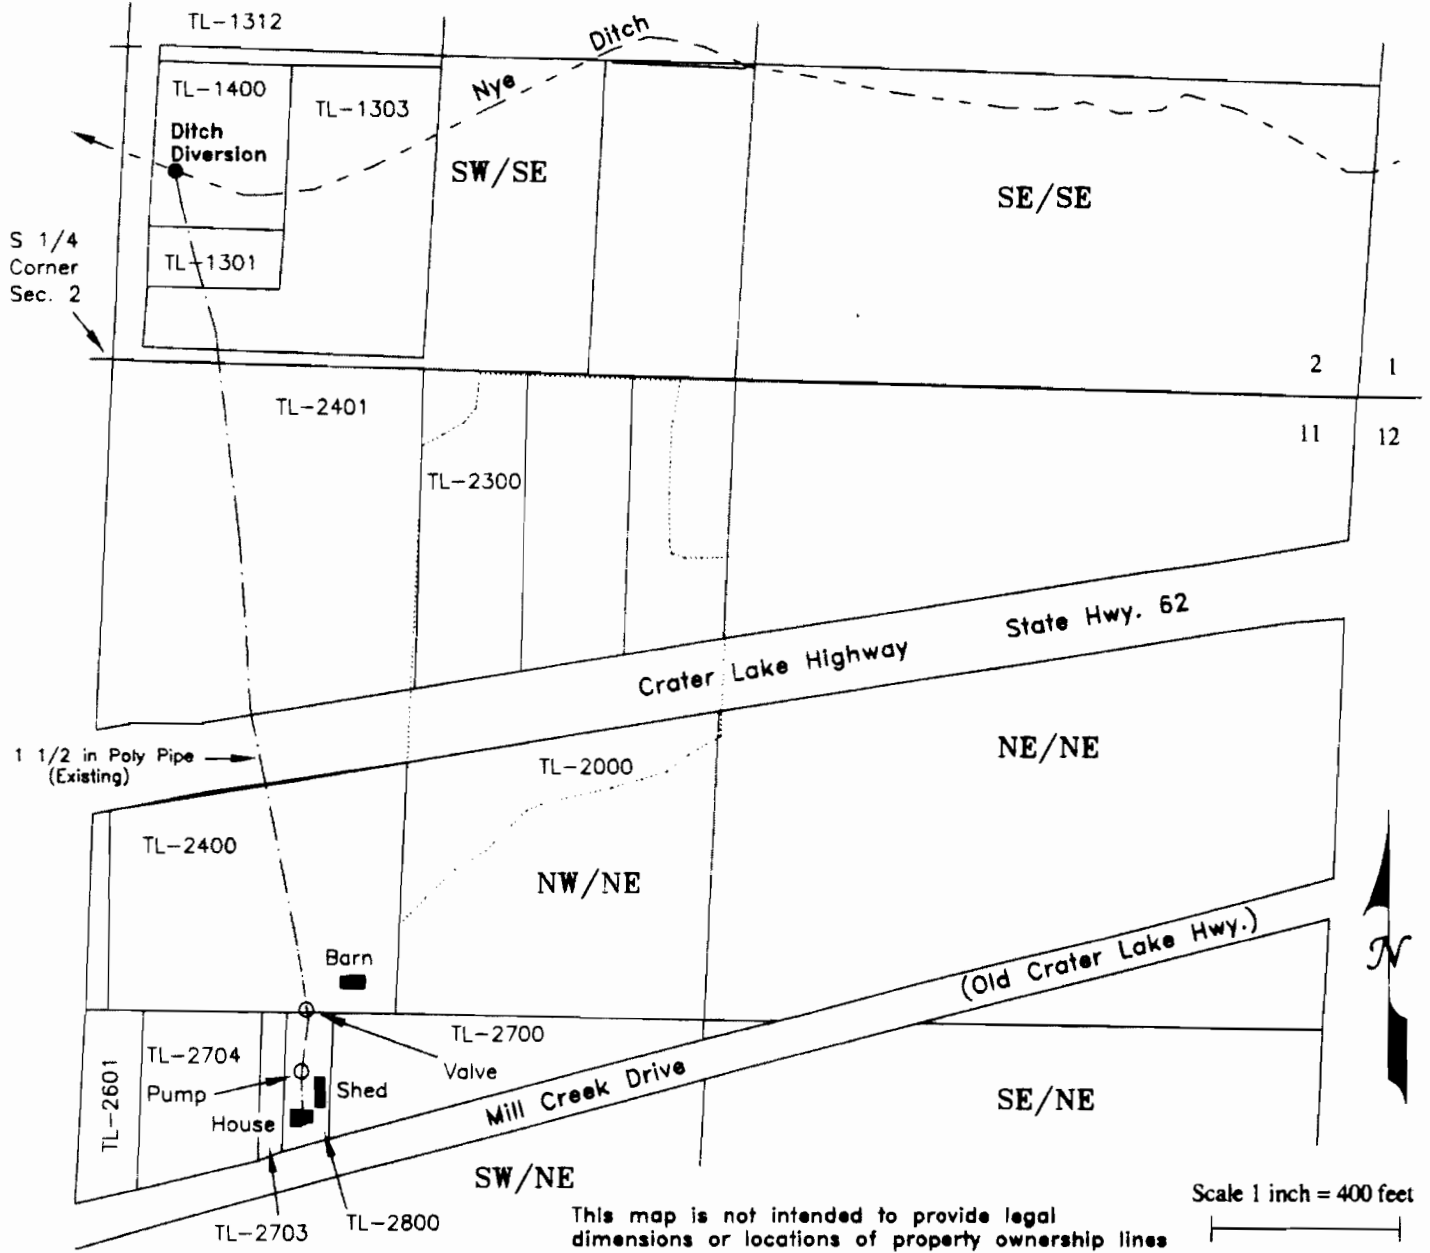 TL-1312
Ditch
Nye
TL-1400
TL-1303
Ditch
Diversion
SW/SE
SE/SE
S 1/4
Corner
Sec. 2
TL-1301
2
1
TL-2401
11
12
TL-2300
State Hwy. 62
Crater Lake Highway
1 1/2 in Poly Pipe
(Existing)
TL-2000
NE/NE
TL-2400
NW/NE
Barn
(Old Crater Lake Hwy.)
N
TL-2700
TL-2704
Valve
TL-2601
Pump
Shed
Mill Creek Drive
SE/NE
House
SW/NE
Scale 1 inch = 400 feet
TL-2703
TL-2800
This map is not intended to provide legal
dimensions or locations of property ownership lines